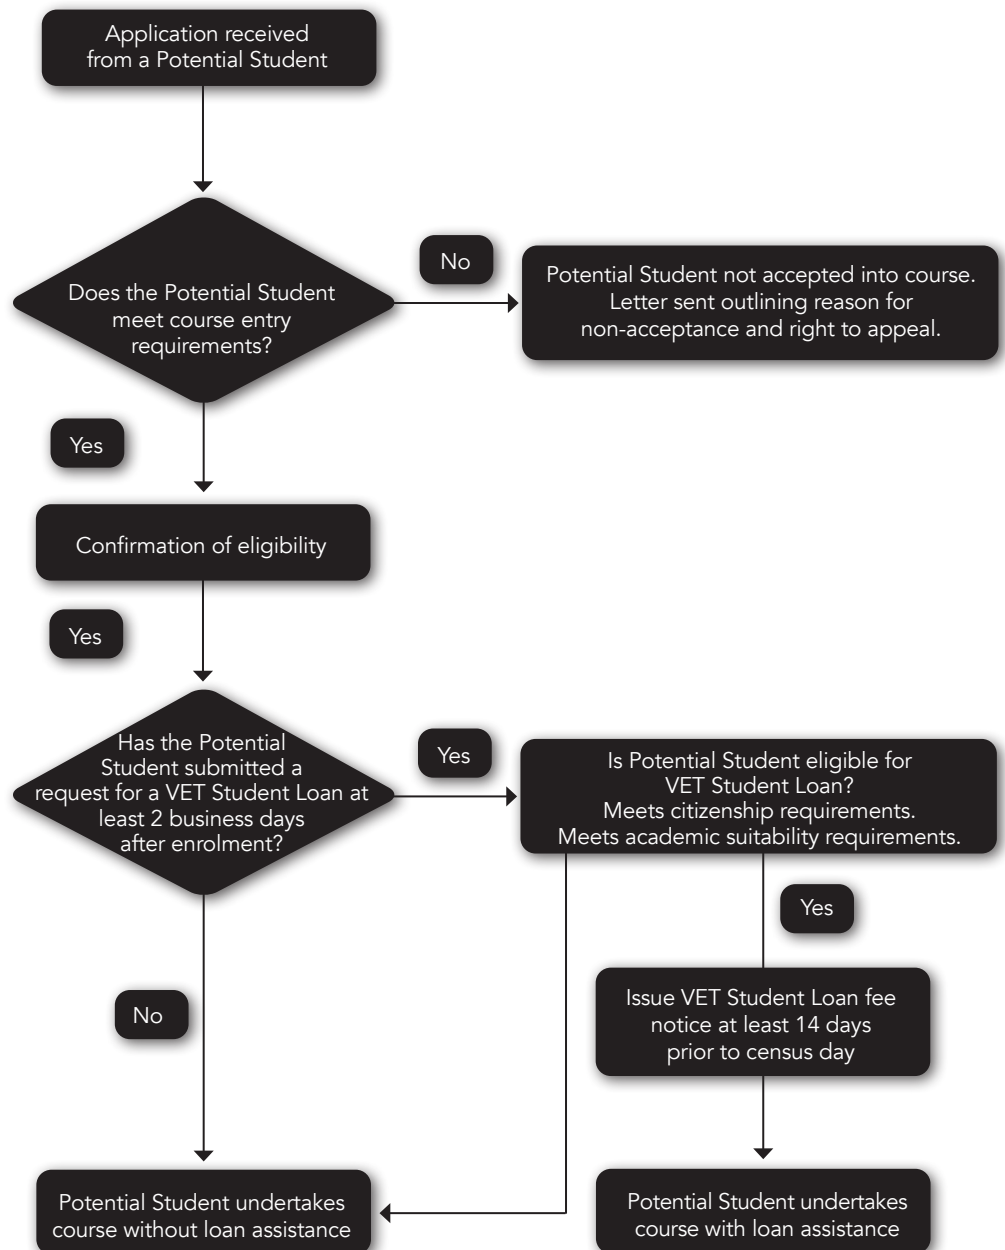 Application received
from a Potential Student
Does the Potential Student
meet course entry
requirements?
No
Potential Student not accepted into course.
Letter sent outlining reason for
non-acceptance and right to appeal.
Yes
Confirmation of eligibility
Yes
Has the Potential
Student submitted a
request for a VET Student Loan at
least 2 business days
after enrolment?
Yes
Is Potential Student eligible for
VET Student Loan?
Meets citizenship requirements.
Meets academic suitability requirements.
Yes
No
Issue VET Student Loan fee
notice at least 14 days
prior to census day
Potential Student undertakes
course without loan assistance
Potential Student undertakes
course with loan assistance